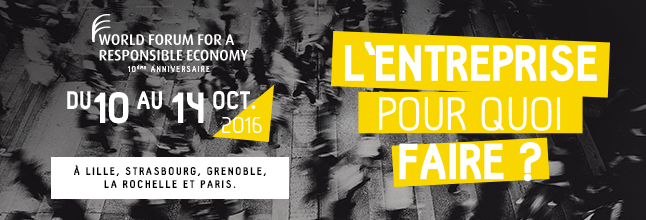 WORLD FORUM FOR A
RESPONSIBLE ECONOMY
10ème ANNIVERSAIRE
DU 10 AU 14 OCT.
2016
À LILLE, STRASBOURG, GRENOBLE,
LA ROCHELLE ET PARIS.
L'ENTREPRISE
POUR QUOI
FAIRE ?